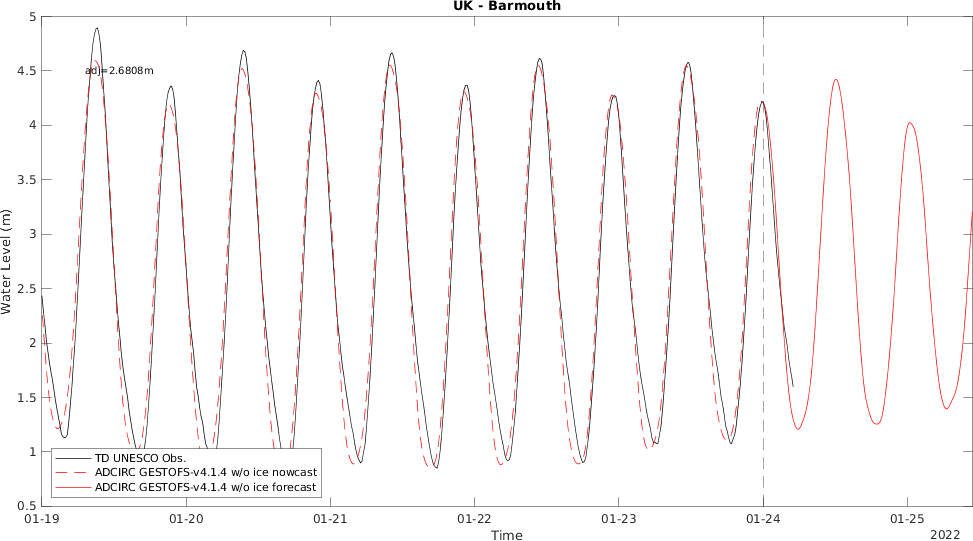 UK - Barmouth
5
4.5
4
3.5
3
2.5
2
1.5
1
0.5
Water Level (m)
adj=2.6808m
TD UNESCO Obs.
ADCIRC GESTOFS-v4.1.4 w/o ice nowcast
ADCIRC GESTOFS-v4.1.4 w/o ice forecast
01-19 01-20 01-21 01-22 01-23 01-24 01-25
Time
2022